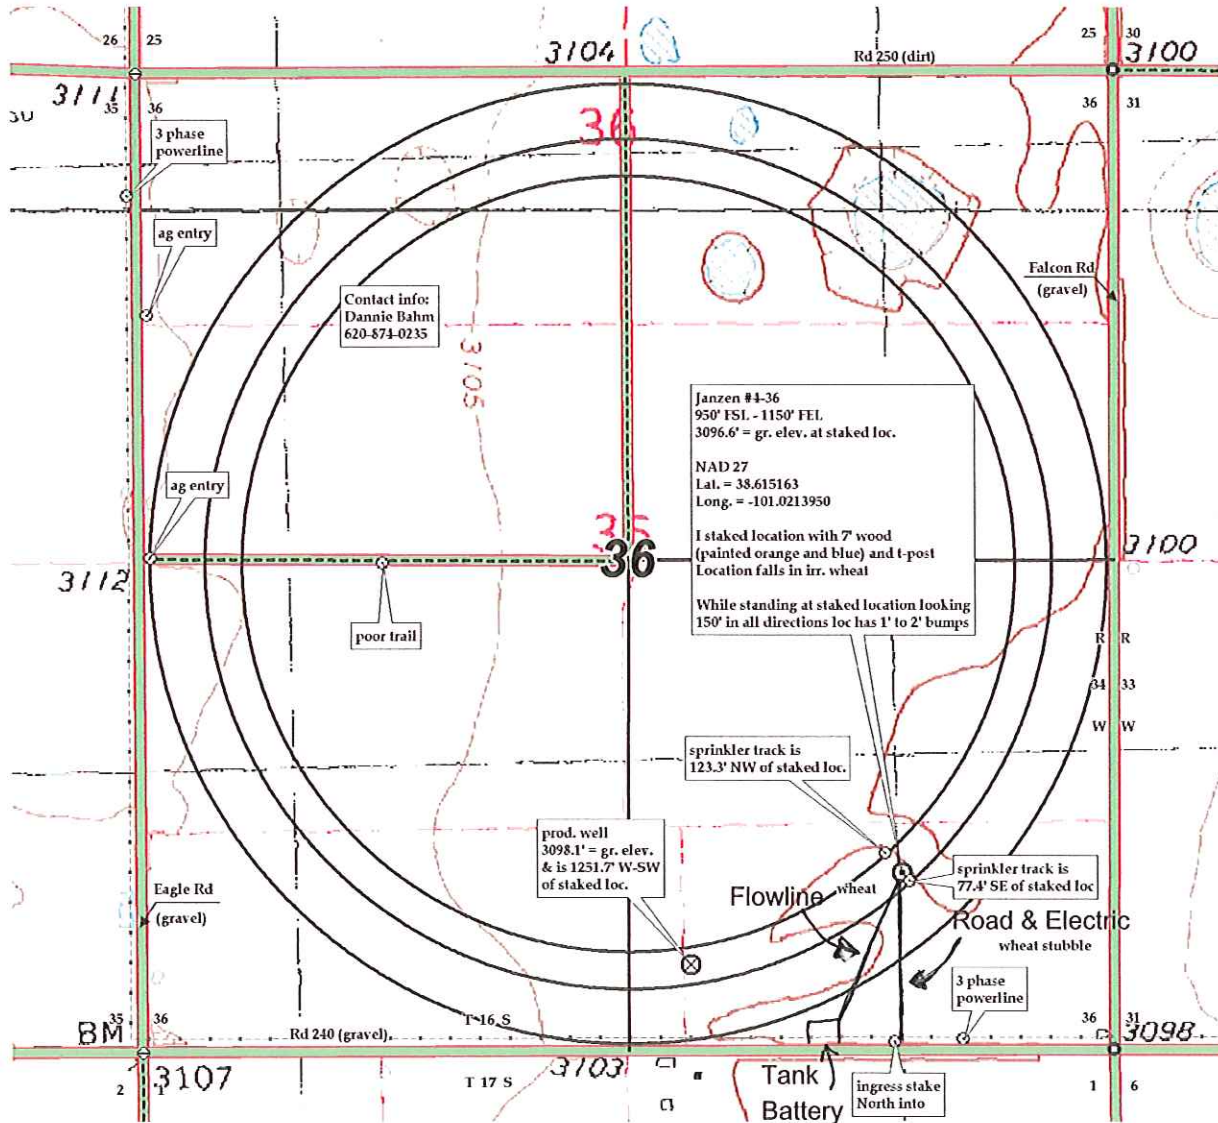 26 25
3104
Rd 250 (dirt)
25 30
3100
3111
35 36
36
36 31
3 phase
powerline
ag entry
Contact info:
Dannie Bahm
620-874-0235
Falcon Rd
(gravel)
3105
Janzen #4-36
950' FSL - 1150' FEL
3096.6' = gr. elev. at staked loc.
NAD 27
Lat. = 38.615163
Long. = -101.0213950
I staked location with 7' wood
(painted orange and blue) and t-post
Location falls in irr. wheat
While standing at staked location looking
150' in all directions loc has 1' to 2' bumps
ag entry
35
36
3100
3112
poor trail
R R
34 33
W W
sprinkler track is
123.3' NW of staked loc.
prod. well
3098.1' = gr. elev.
& is 1251.7' W-SW
of staked loc.
sprinkler track is
77.4' SE of staked loc
Eagle Rd
(gravel)
Flowline
wheat
Road & Electric
wheat stubble
3 phase
powerline
35 36
BM
Rd 240 (gravel)
T 16 S
36 31
3098
3107
2 1
T 17 S
3103
Tank
Battery
ingress stake
North into
1 6